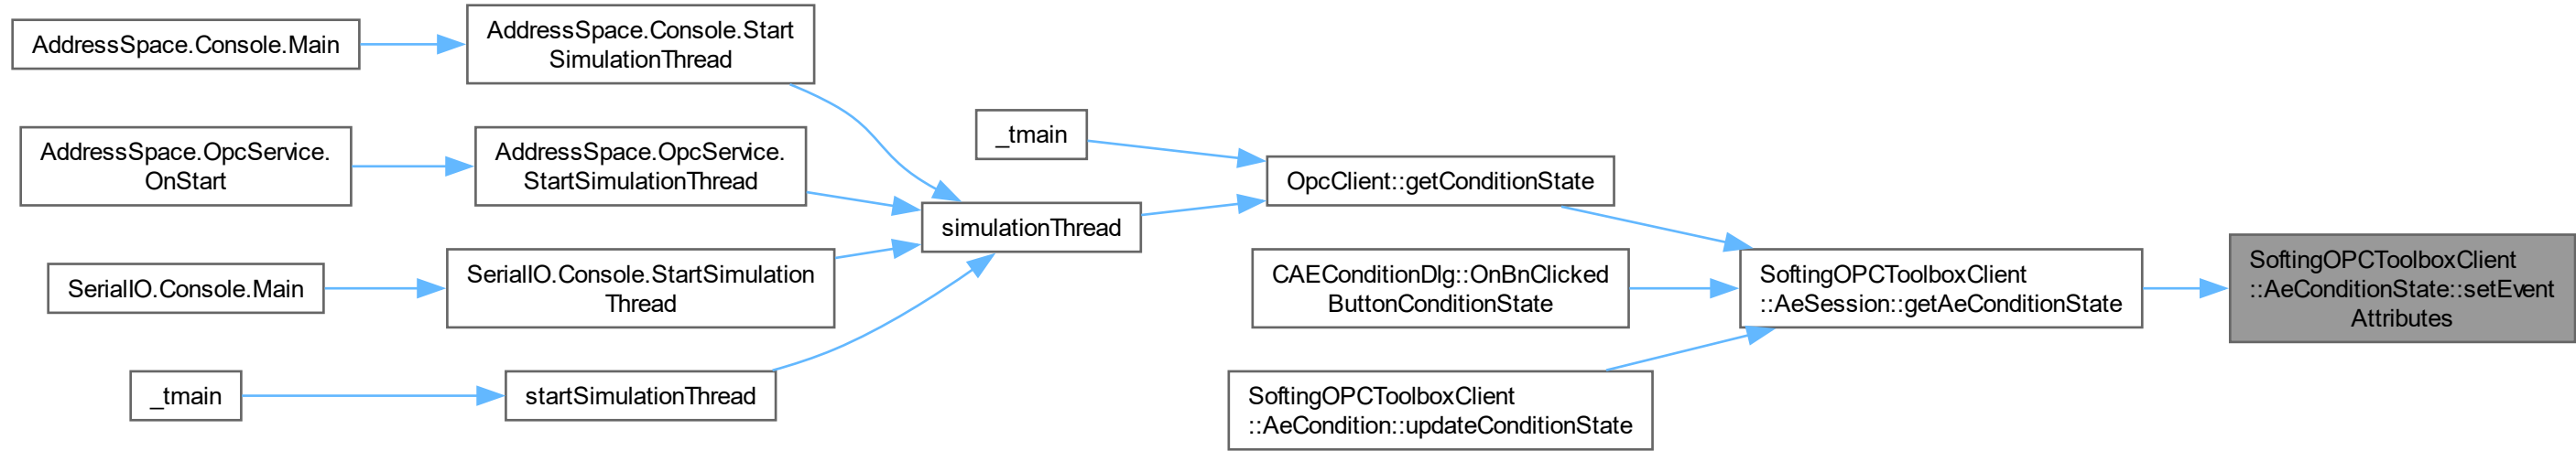 AddressSpace.Console.Main
AddressSpace.Console.Start
SimulationThread
AddressSpace.OpcService.
OnStart
AddressSpace.OpcService.
StartSimulationThread
SerialIO.Console.Main
SerialIO.Console.StartSimulation
Thread
_tmain
startSimulationThread
simulationThread
_tmain
OpcClient::getConditionState
CAEConditionDlg::OnBnClicked
ButtonConditionState
SoftingOPCToolboxClient
::AeCondition::updateConditionState
SoftingOPCToolboxClient
::AeSession::getAeConditionState
SoftingOPCToolboxClient
::AeConditionState::setEvent
Attributes